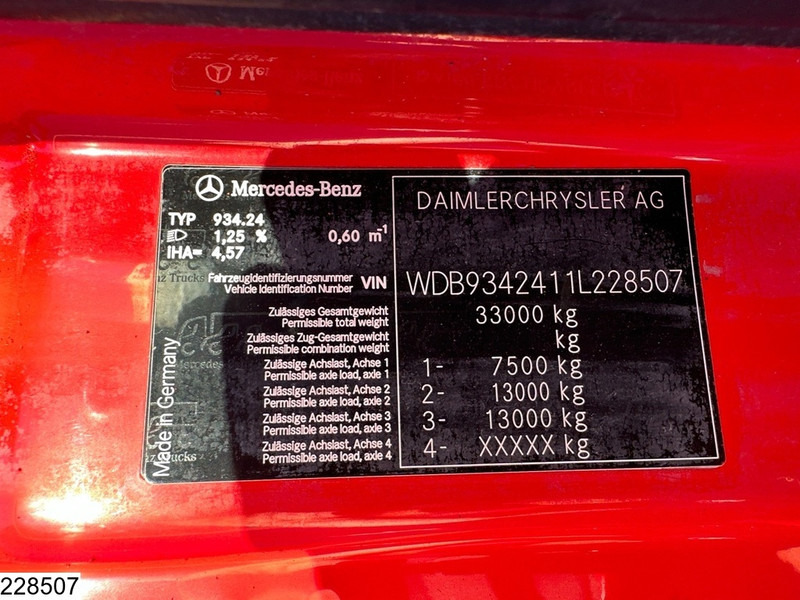 Mercedes-Benz
DAIMLERCHRYSLER AG
TYP 934.24
1,25 % 0,60 m-1
IHA= 4,57
Fahrzeugidentifizierungsnummer
Vehicle Identification Number VIN WDB9342411L228507
Zulässiges Gesamtgewicht
Permissible total weight 33000 kg
Zulässiges Zug-Gesamtgewicht
Permissible combination weight kg
Zulässige Achslast, Achse 1
Permissible axle load, axle 1 1- 7500 kg
Zulässige Achslast, Achse 2
Permissible axle load, axle 2 2- 13000 kg
Zulässige Achslast, Achse 3
Permissible axle load, axle 3 3- 13000 kg
Zulässige Achslast, Achse 4
Permissible axle load, axle 4 4- XXXXX kg
Made in Germany
228507